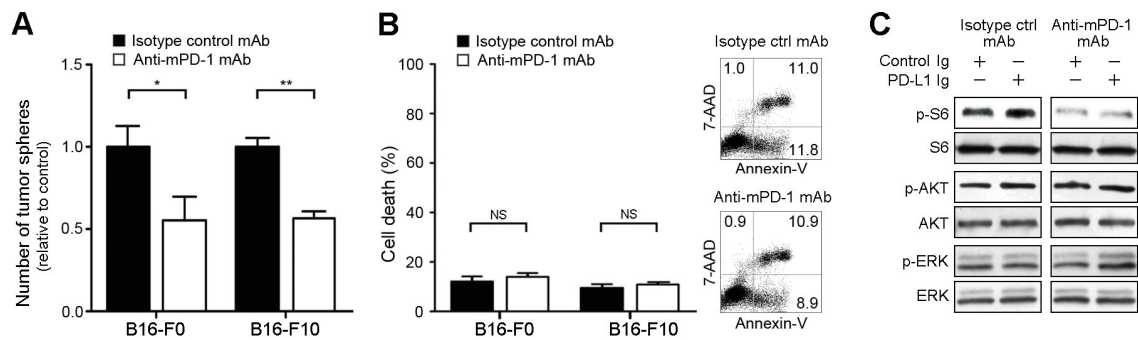 A
Isotype control mAb
Anti-mPD-1 mAb
Number of tumor spheres
(relative to control)
1.5
1.0
0.5
0.0
*
**
B16-F0
B16-F10
B
Isotype control mAb
Anti-mPD-1 mAb
Cell death (%)
100
80
60
40
20
0
NS
NS
B16-F0
B16-F10
Isotype ctrl mAb
1.0
11.0
11.8
7-AAD
Annexin-V
Anti-mPD-1 mAb
0.9
10.9
8.9
7-AAD
Annexin-V
C
Isotype ctrl
mAb
Anti-mPD-1
mAb
Control Ig + − + −
PD-L1 Ig − + − +
p-S6
S6
p-AKT
AKT
p-ERK
ERK